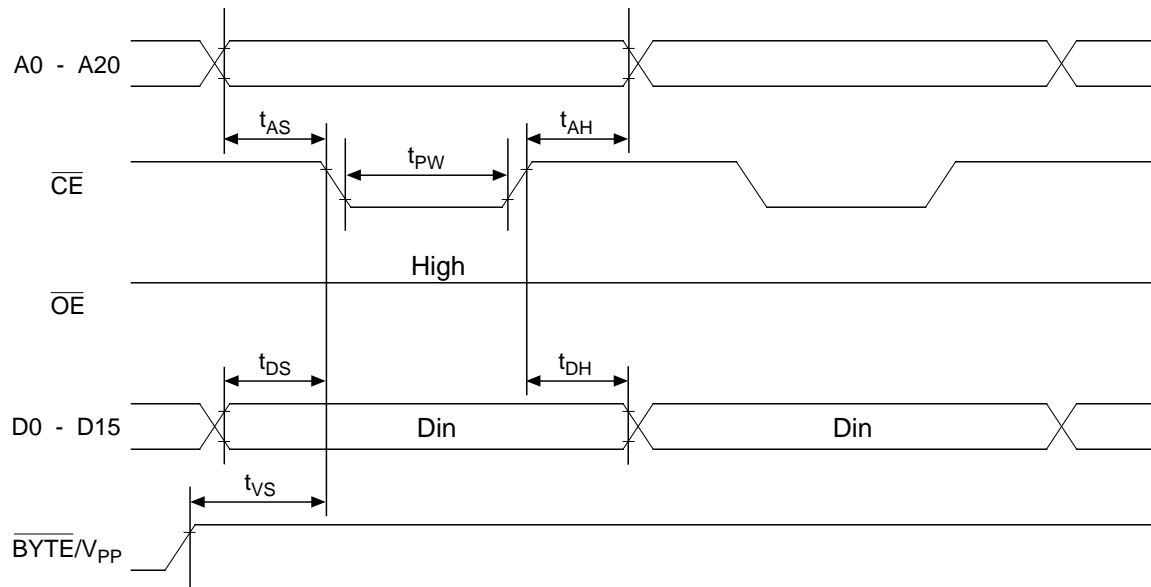 A0 - A20
tAS
tAH
tPW
CE
High
OE
tDS
tDH
D0 - D15
Din
Din
tVS
BYTE/VPP